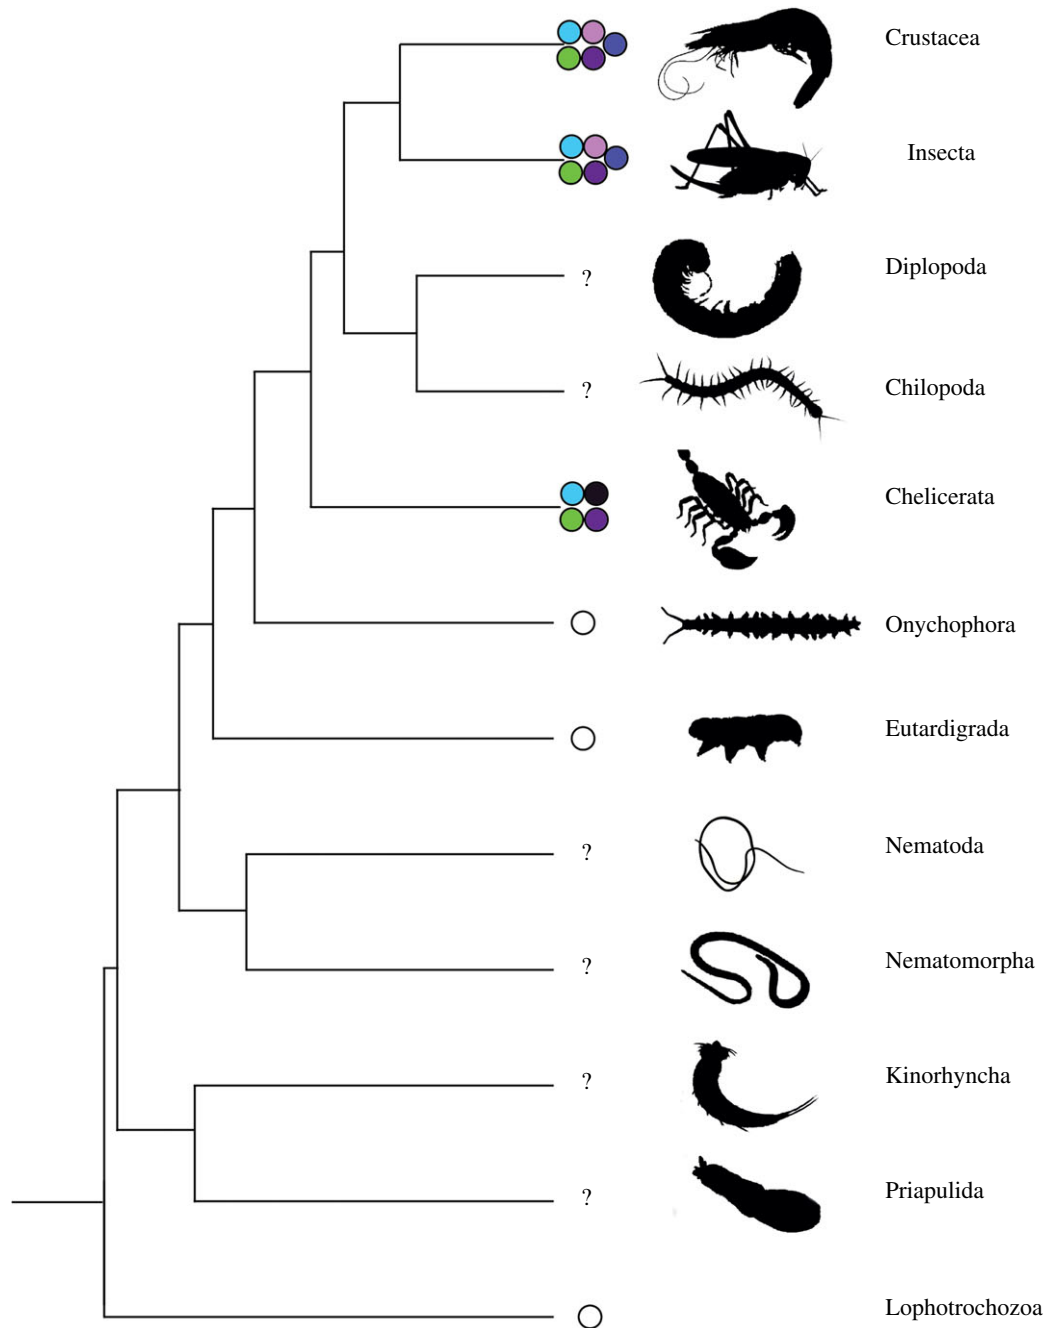 Crustacea
Insecta
Diplopoda
?
Chilopoda
?
Chelicerata
Onychophora
Eutardigrada
Nematoda
?
Nematomorpha
?
Kinorhyncha
?
Priapulida
?
Lophotrochozoa